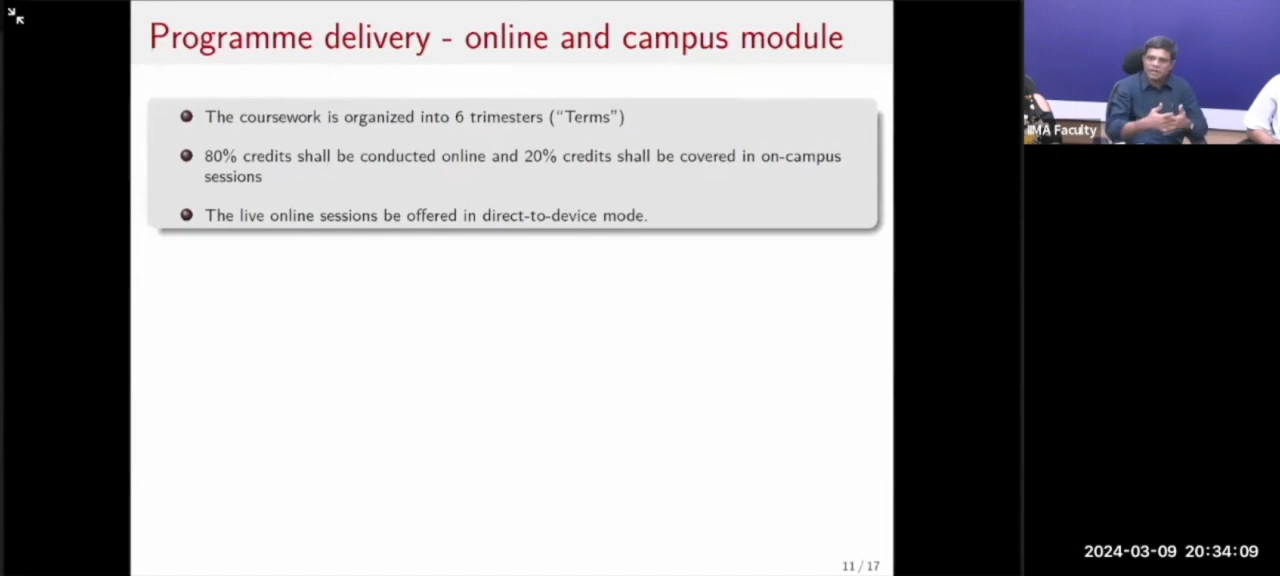 Programme delivery - online and campus module
The coursework is organized into 6 trimesters (“Terms”)
80% credits shall be conducted online and 20% credits shall be covered in on-campus
sessions
The live online sessions be offered in direct-to-device mode.
11 / 17
IIMA Faculty
2024-03-09 20:34:09